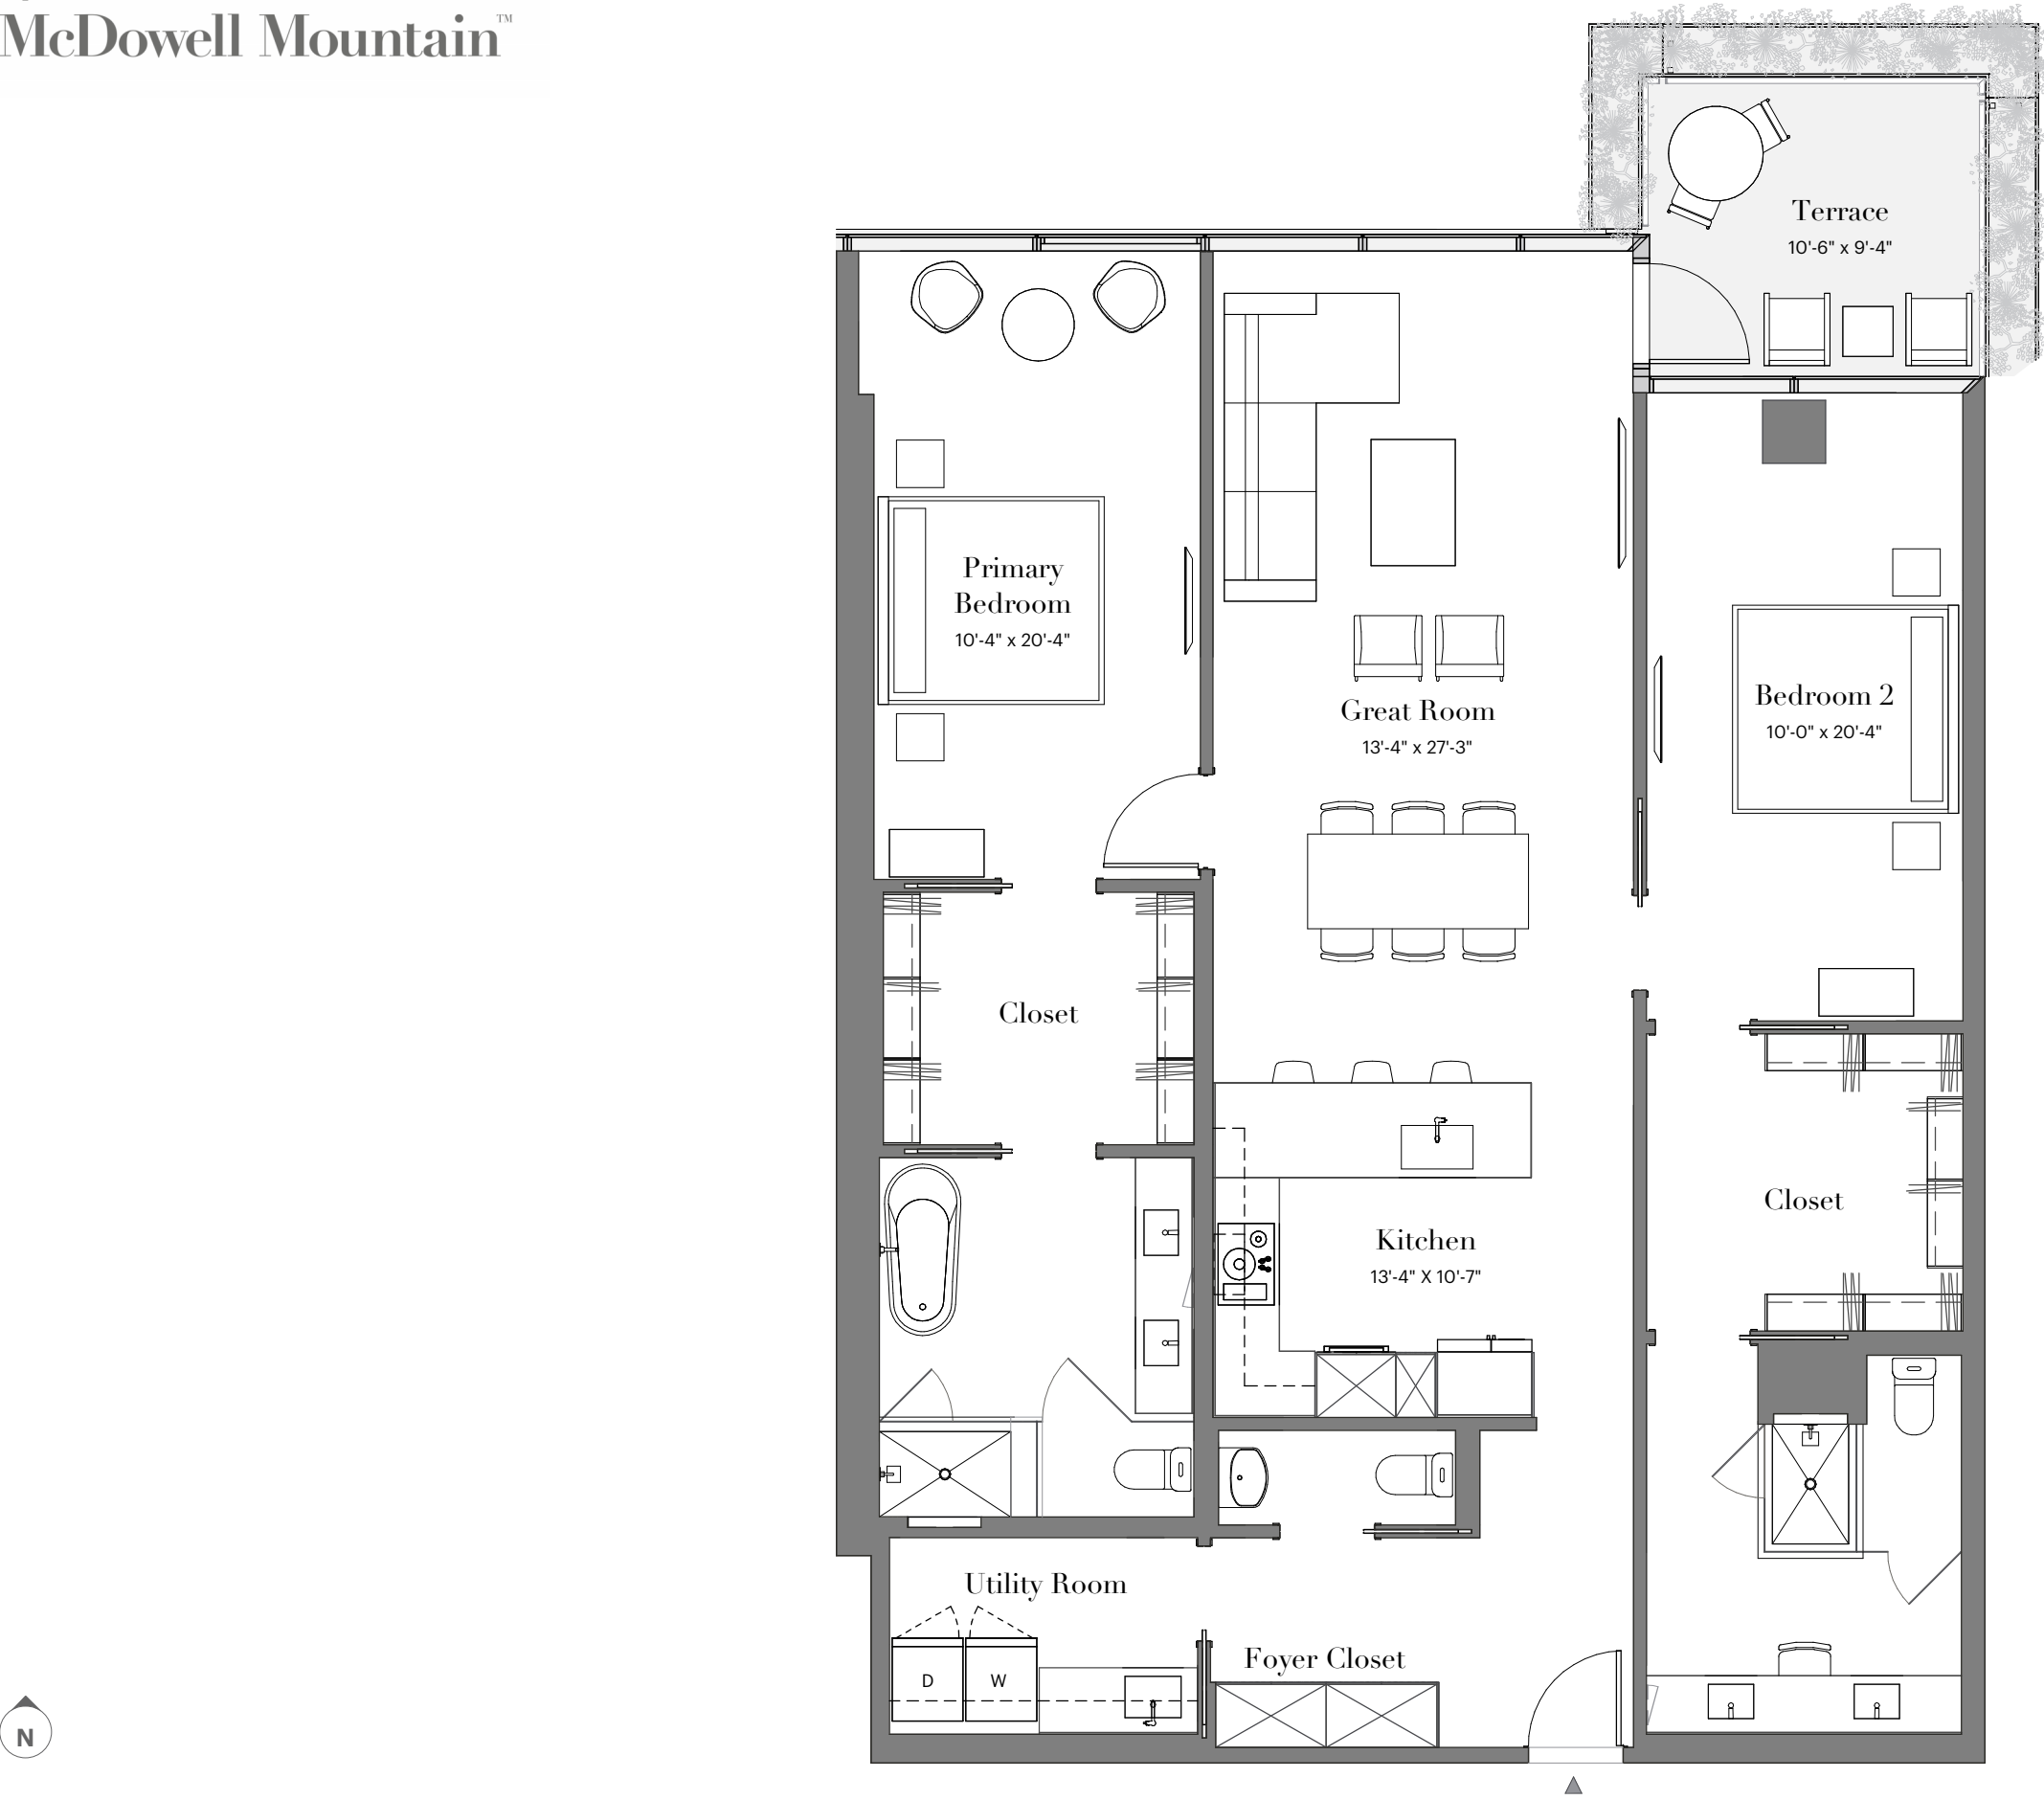 McDowell Mountain™
Terrace
10'-6" x 9'-4"
Primary
Bedroom
10'-4" x 20'-4"
Great Room
13'-4" x 27'-3"
Bedroom 2
10'-0" x 20'-4"
Closet
Closet
Kitchen
13'-4" X 10'-7"
Utility Room
Foyer Closet
D
W
N